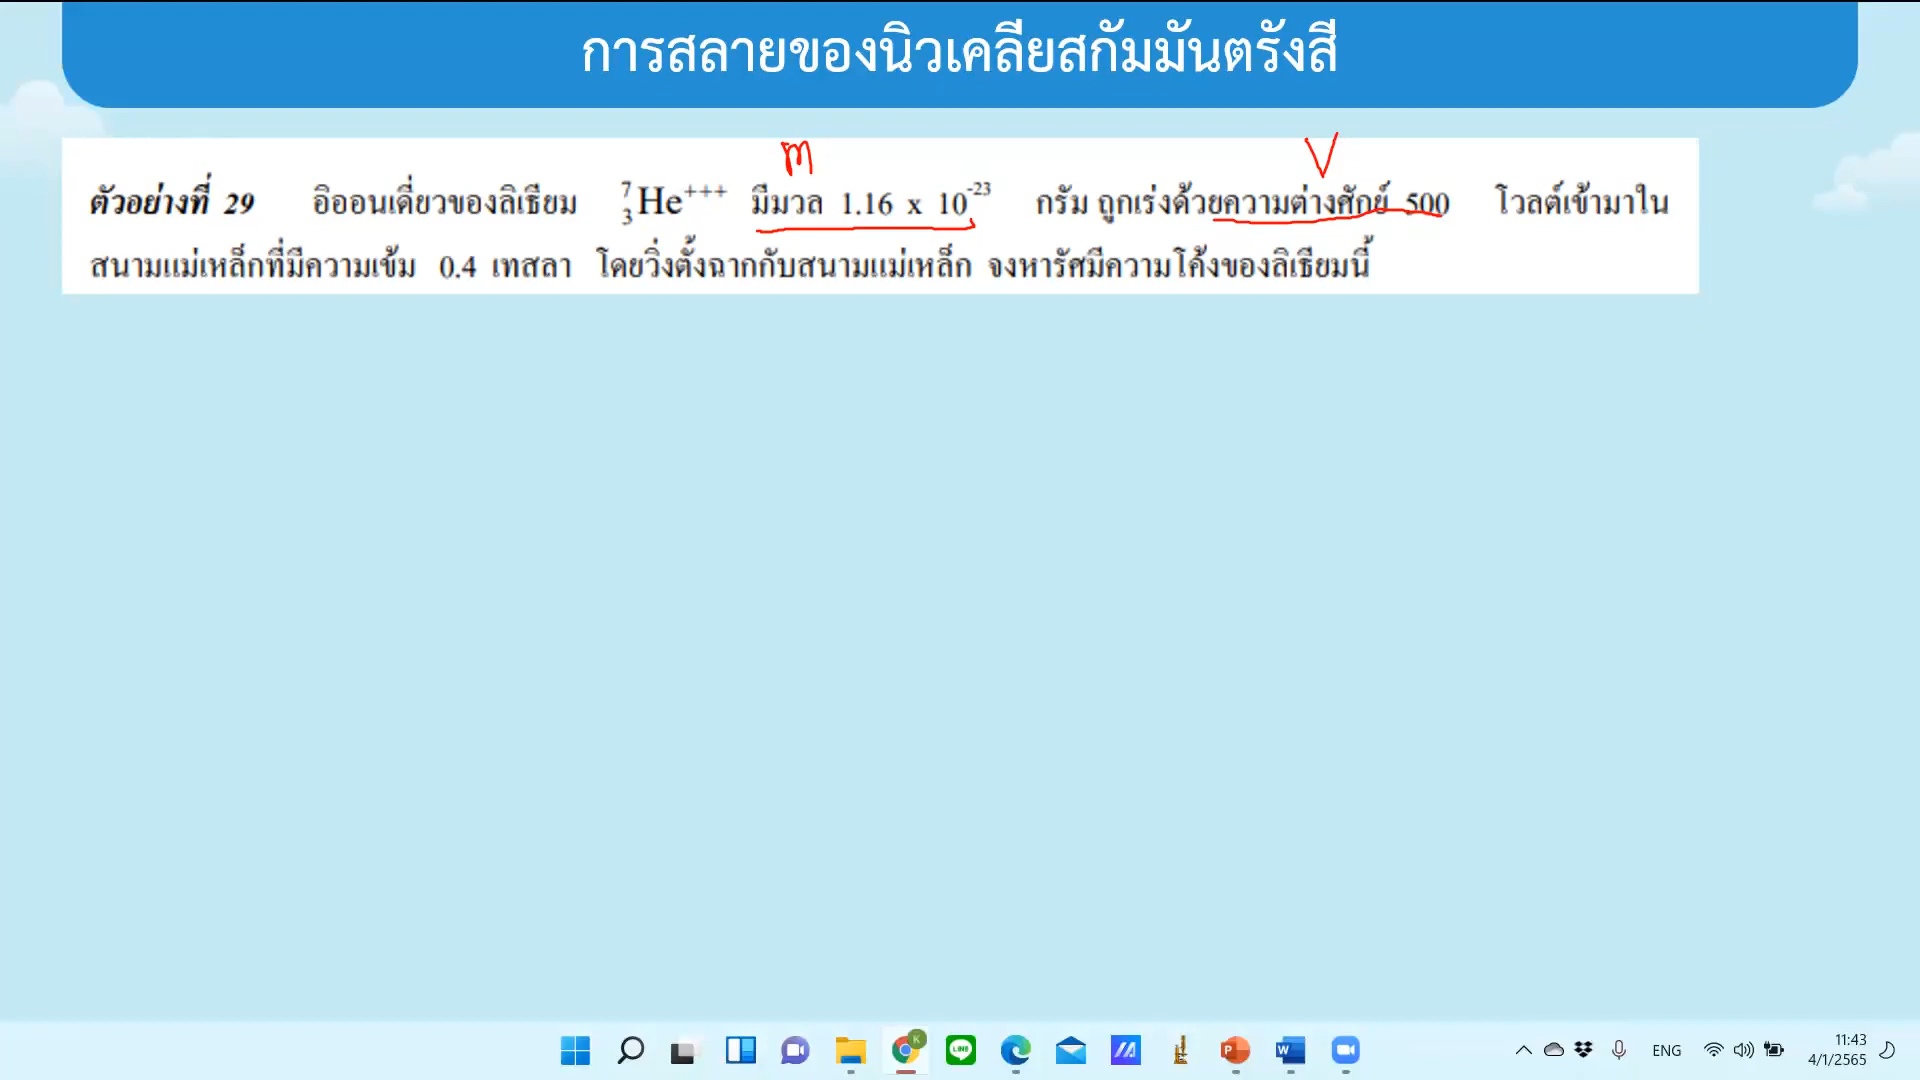 การสลายของนิวเคลียสกัมมันตรังสี
m V
ตัวอย่างที่ 29 อิออนเดี่ยวของลิเธียม ⁷₃He⁺⁺⁺ มีมวล 1.16 x 10⁻²³ กรัม ถูกเร่งด้วยความต่างศักย์ 500 โวลต์เข้ามาใน
สนามแม่เหล็กที่มีความเข้ม 0.4 เทสลา โดยวิ่งตั้งฉากกับสนามแม่เหล็ก จงหารัศมีความโค้งของลิเธียมนี้
K
LINE
P
W
ENG
11:43
4/1/2565